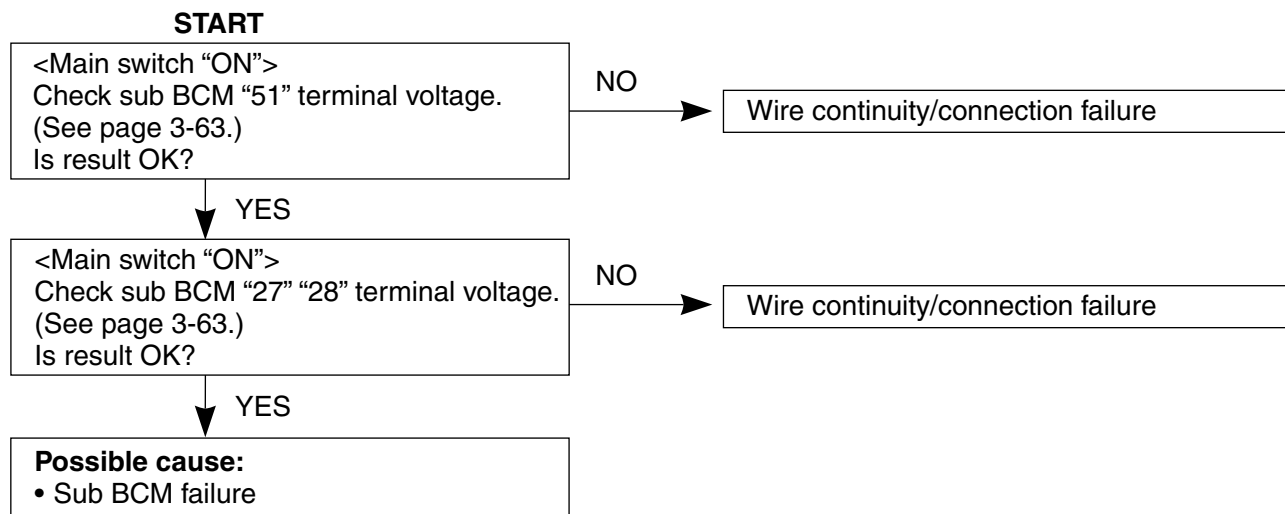 START
<Main switch “ON”>
Check sub BCM “51” terminal voltage.
(See page 3-63.)
Is result OK?
NO
Wire continuity/connection failure
YES
<Main switch “ON”>
Check sub BCM “27” “28” terminal voltage.
(See page 3-63.)
Is result OK?
NO
Wire continuity/connection failure
YES
Possible cause:
• Sub BCM failure